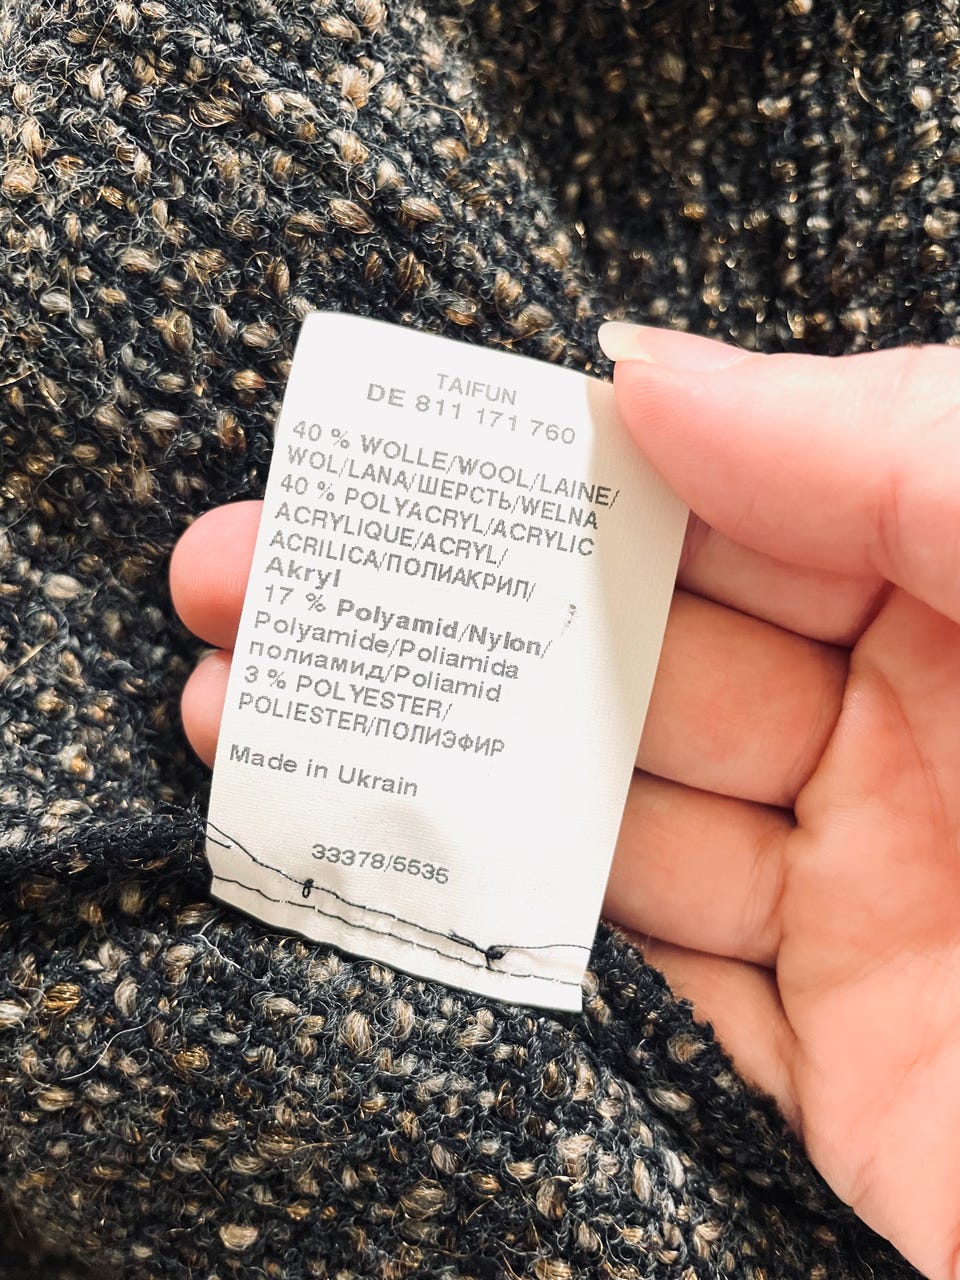 TAIFUN
DE 811 171 760
40 % WOLLE/WOOL/LAINE/
WOL/LANA/ШЕРСТЬ/WELNA
40 % POLYACRYL/ACRYLIC
ACRYLIQUE/ACRYL/
ACRILICA/ПОЛИАКРИЛ/
Akryl
17 % Polyamid/Nylon/
Polyamide/Poliamida
полиамид/Poliamid
3 % POLYESTER/
POLIESTER/ПОЛИЭФИР
Made in Ukrain
33378/5535